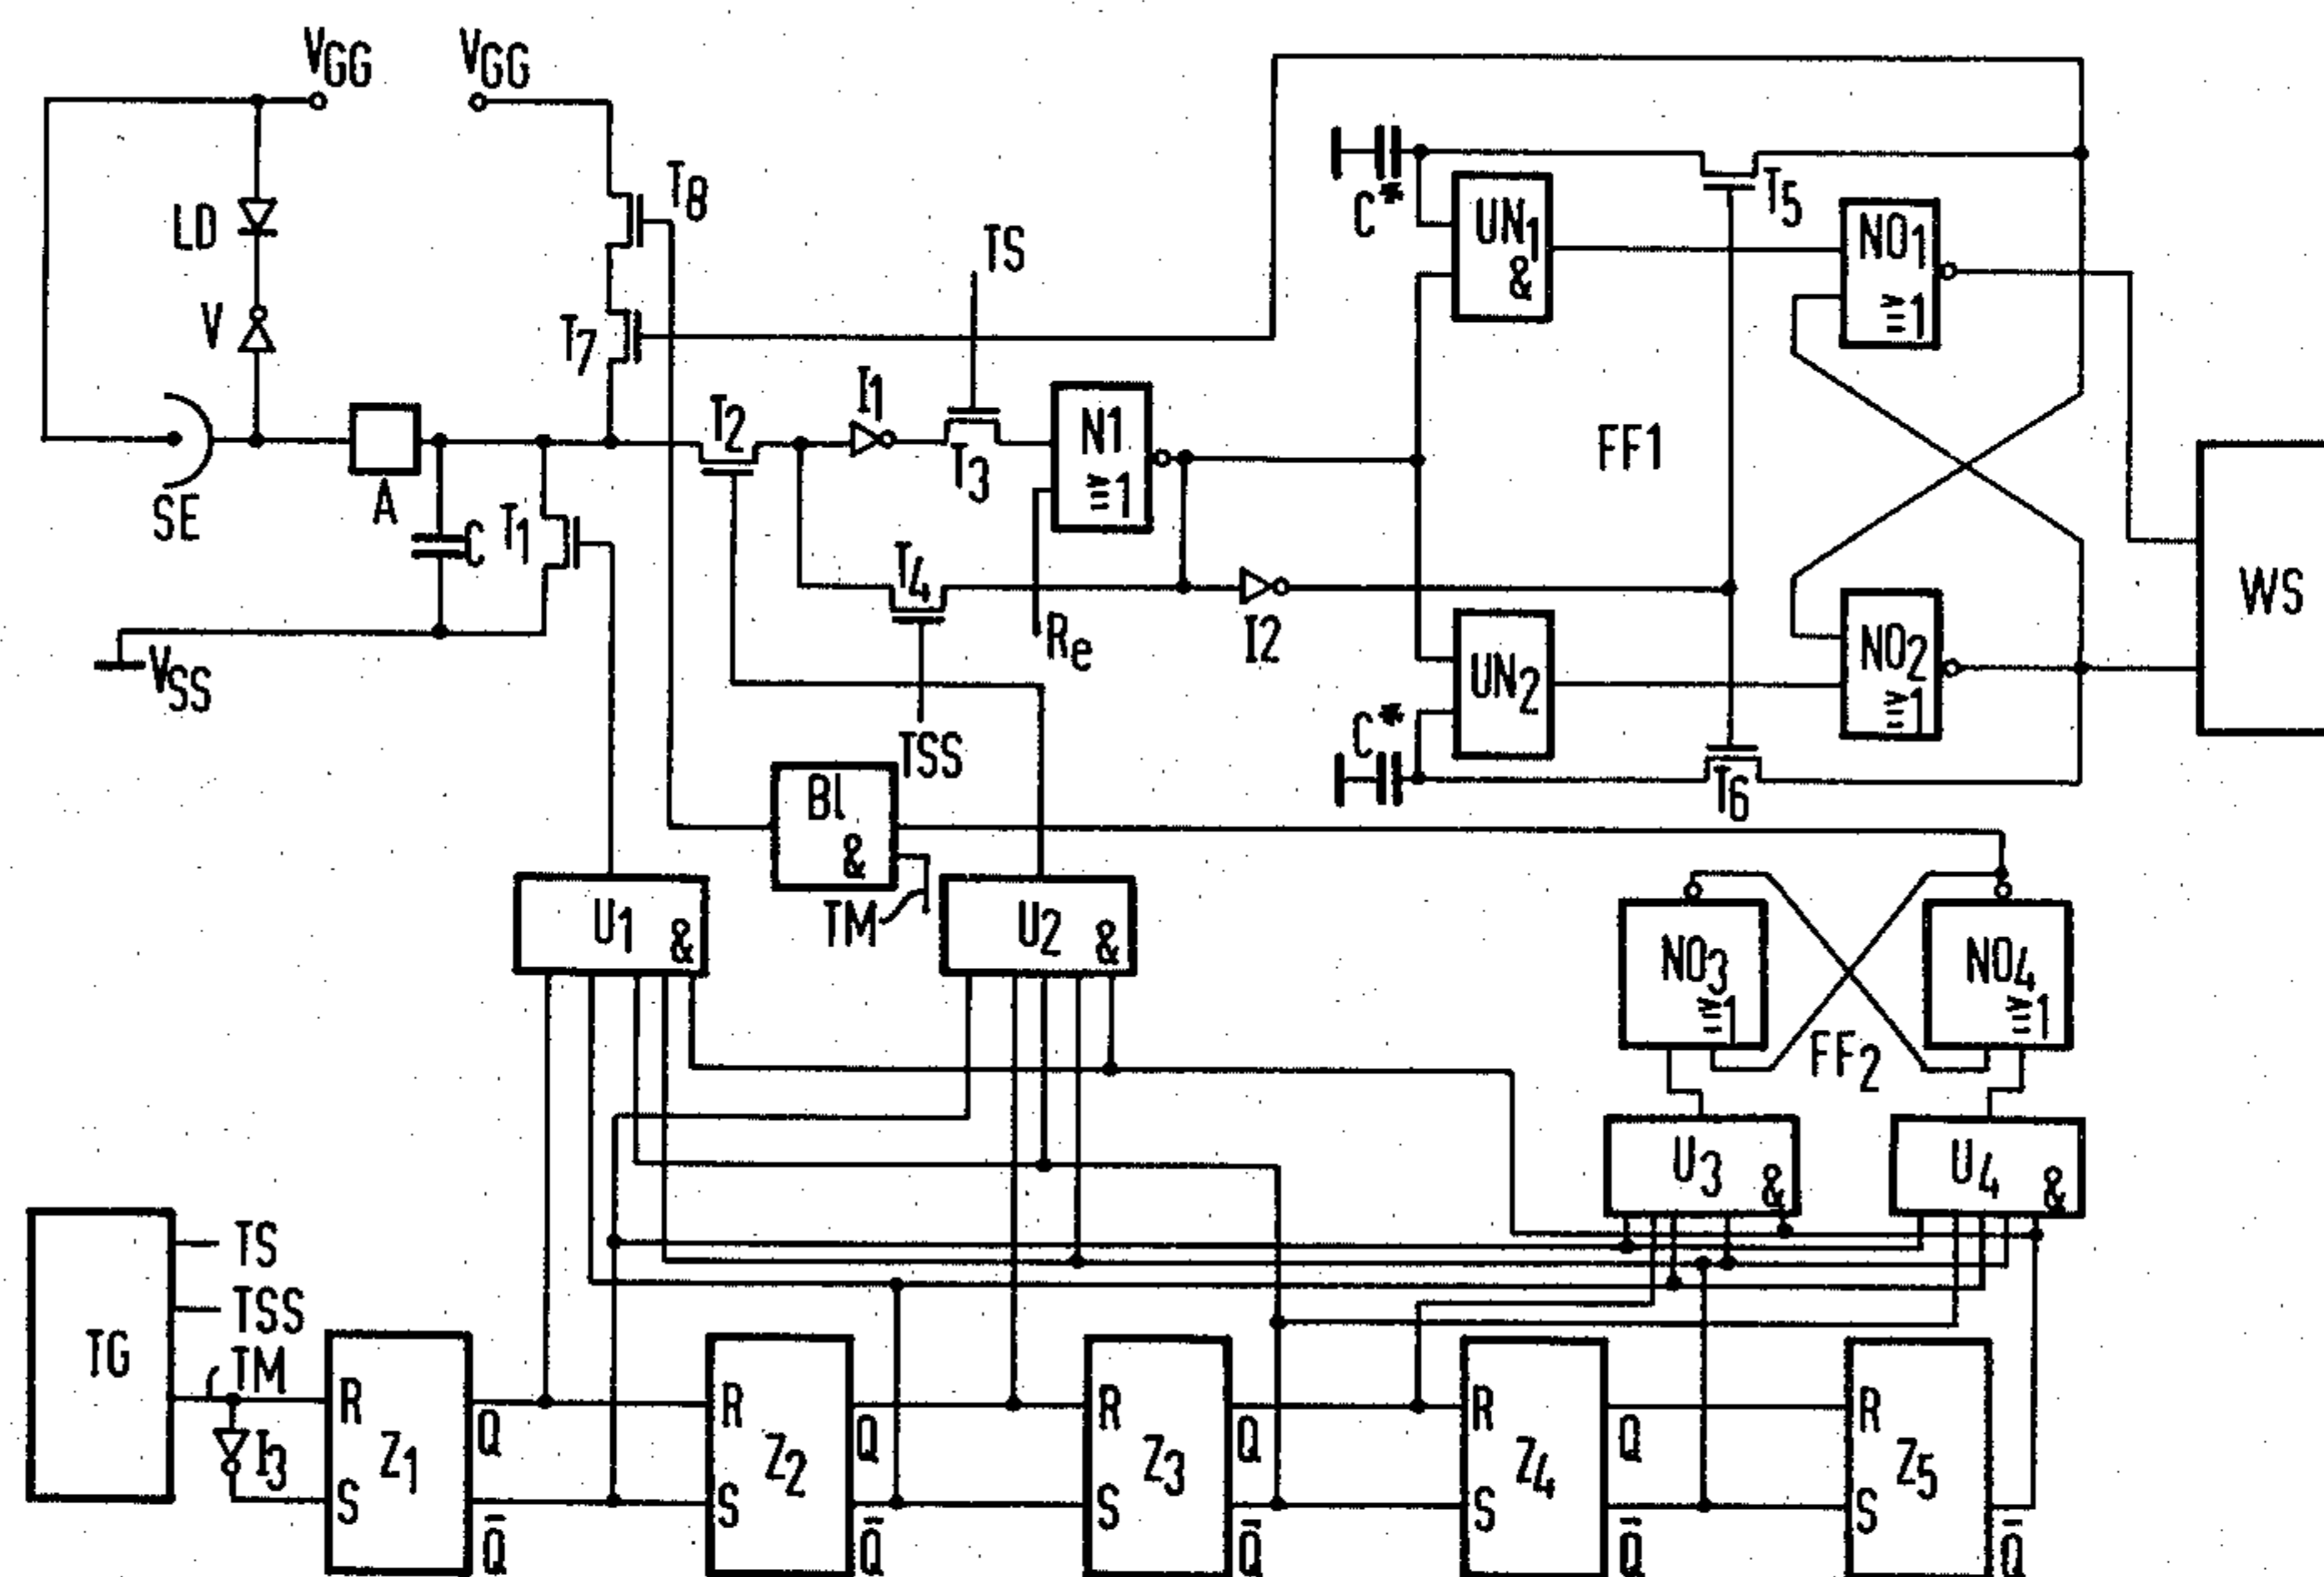 VGG
VGG
T8
LD
TS
V
T7
C*
UN1
&
T5
NO1
≥1
I1
T2
T3
N1
≥1
FF1
SE
A
C
T1
T4
Re
I2
WS
UN2
NO2
≥1
VSS
TSS
C*
T6
Bl
&
TM
U1 &
U2 &
NO3
≥1
NO4
≥1
FF2
U3 &
U4 &
TG
TS
TSS
TM
I3
R
S
Z1
Q
Q̅
R
S
Z2
Q
Q̅
R
S
Z3
Q
Q̅
R
S
Z4
Q
Q̅
R
S
Z5
Q̅